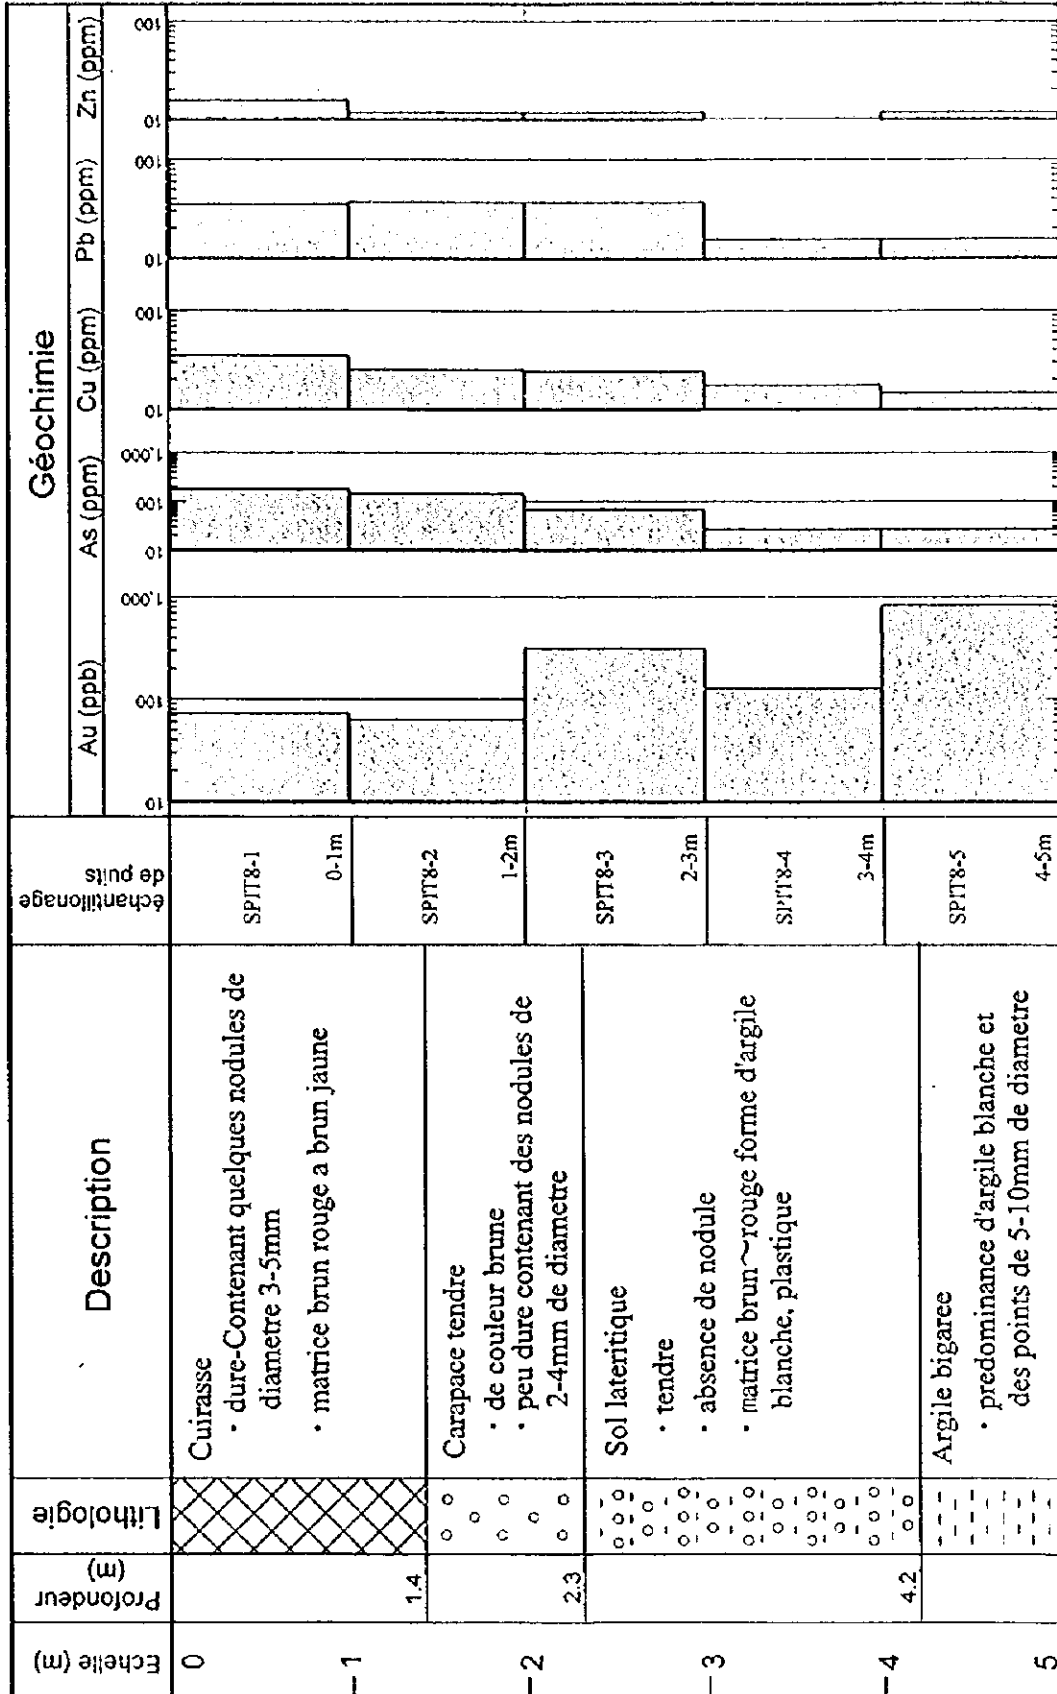 Echelle (m)
Profondeur
(m)
Lithologie
Description
échantillonage
de puits
Géochimie
Au (ppb)
As (ppm)
Cu (ppm)
Pb (ppm)
Zn (ppm)
10
100
1,000
10
100
1,000
10
100
10
100
10
100
0
1
2
3
4
5
1.4
2.3
4.2
Cuirasse
· dure-Contenant quelques nodules de
diametre 3-5mm
· matrice brun rouge a brun jaune
Carapace tendre
· de couleur brune
· peu dure contenant des nodules de
2-4mm de diametre
Sol lateritique
· tendre
· absence de nodule
· matrice brun~rouge forme d'argile
blanche, plastique
Argile bigaree
· predominance d'argile blanche et
des points de 5-10mm de diametre
SPIT8-1
0-1m
SPIT8-2
1-2m
SPIT8-3
2-3m
SPIT8-4
3-4m
SPIT8-5
4-5m